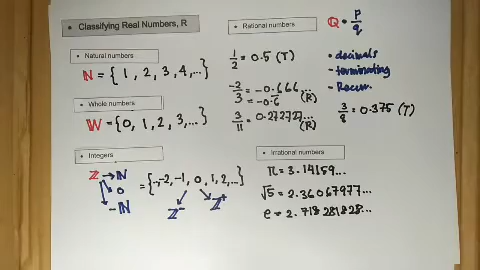 Classifying Real Numbers, R
Natural numbers
N = { 1, 2, 3, 4, ...}
Whole numbers
W = {0, 1, 2, 3, ...}
Integers
Z → N
0
-N
= {..., -2, -1, 0, 1, 2, ...}
Z⁻ Z⁺
Rational numbers
1/2 = 0.5 (T)
-2/3 = -0.666... (R)
= -0.6̅
3/11 = 0.272727... (R)
Q • P/q
• decimals
- terminating
- Recurr.
3/8 = 0.375 (T)
Irrational numbers
π = 3.14159...
√5 = 2.36067977...
e = 2.718281828...